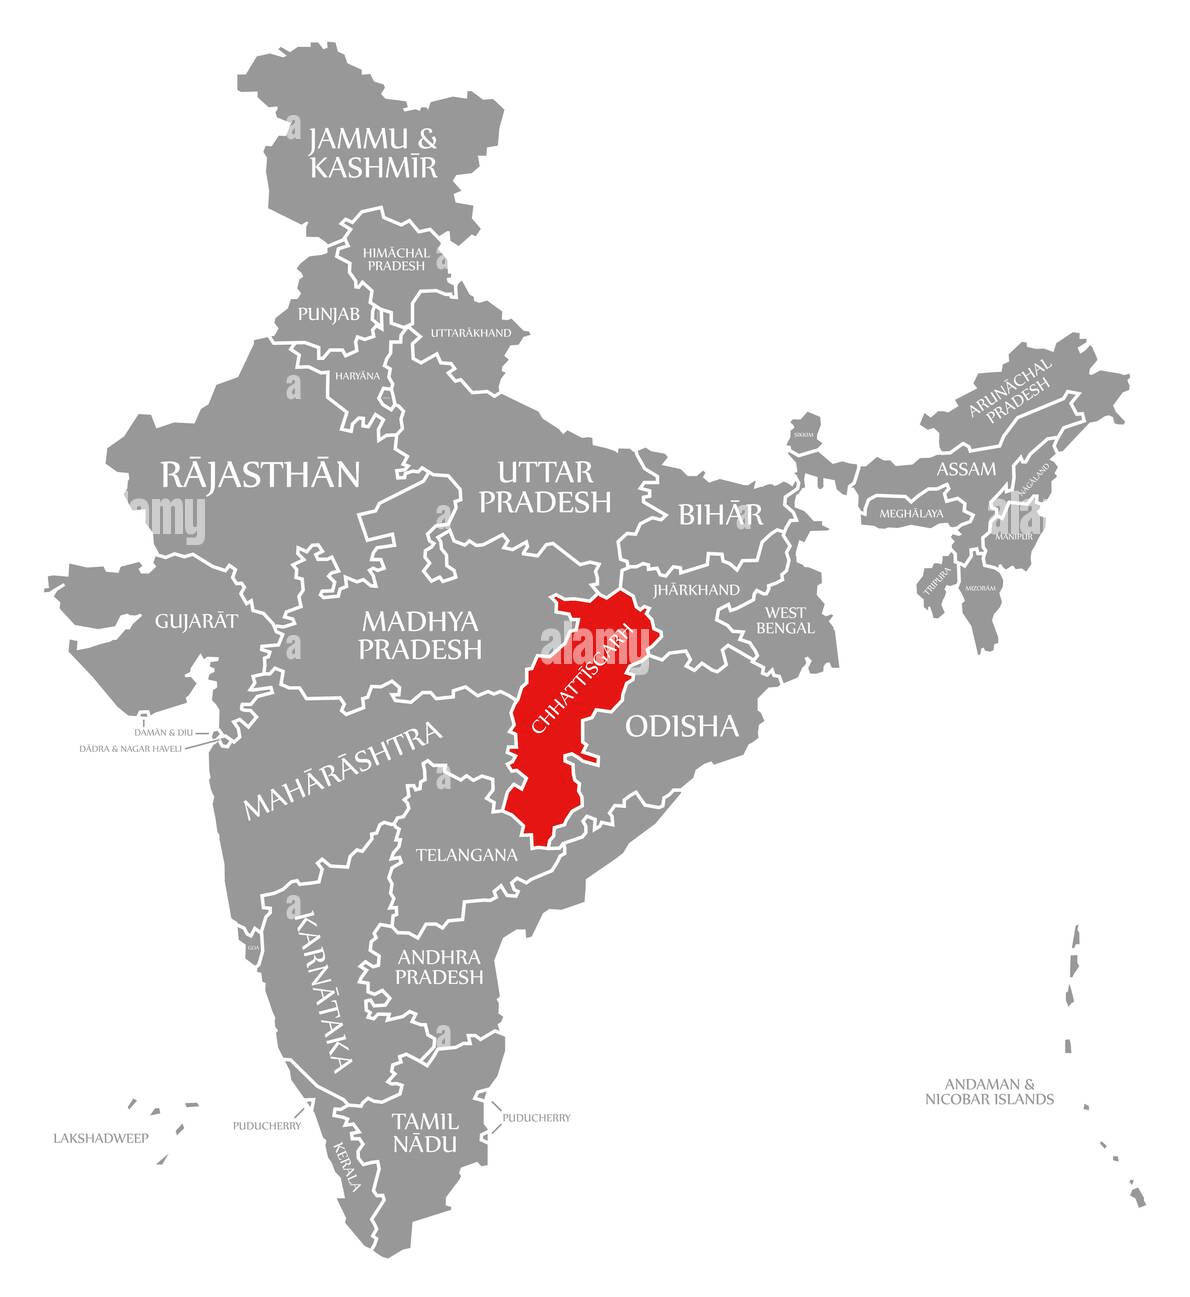 JAMMU &
KASHMĪR
HIMĀCHAL
PRADESH
PUNJAB
UTTARĀKHAND
HARYĀNA
RĀJASTHĀN
UTTAR
PRADESH
BIHĀR
SIKKIM
ARUNĀCHAL
PRADESH
ASSAM
NĀGĀLAND
MEGHĀLAYA
MANIPUR
TRIPURA
MIZORĀM
GUJARĀT
MADHYA
PRADESH
JHĀRKHAND
WEST
BENGAL
CHHATTĪSGARH
ODISHA
DAMĀN & DIU
DĀDRA & NAGAR HAVELI
MAHĀRĀSHTRA
TELANGANA
GOA
KARNĀTAKA
ANDHRA
PRADESH
ANDAMAN &
NICOBAR ISLANDS
LAKSHADWEEP
PUDUCHERRY
TAMIL
NĀDU
PUDUCHERRY
KERALA
a
a
a
alamy
a
a
alamy
a
a
a
a